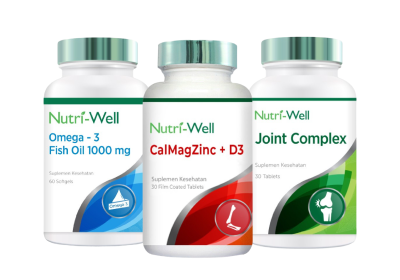 Nutri-Well
Omega - 3
Fish Oil 1000 mg
Suplemen Kesehatan
60 Softgels
OMEGA 3
Nutri-Well
CalMagZinc + D3
Suplemen Kesehatan
30 Film Coated Tablets
Nutri-Well
Joint Complex
Suplemen Kesehatan
30 Tablets